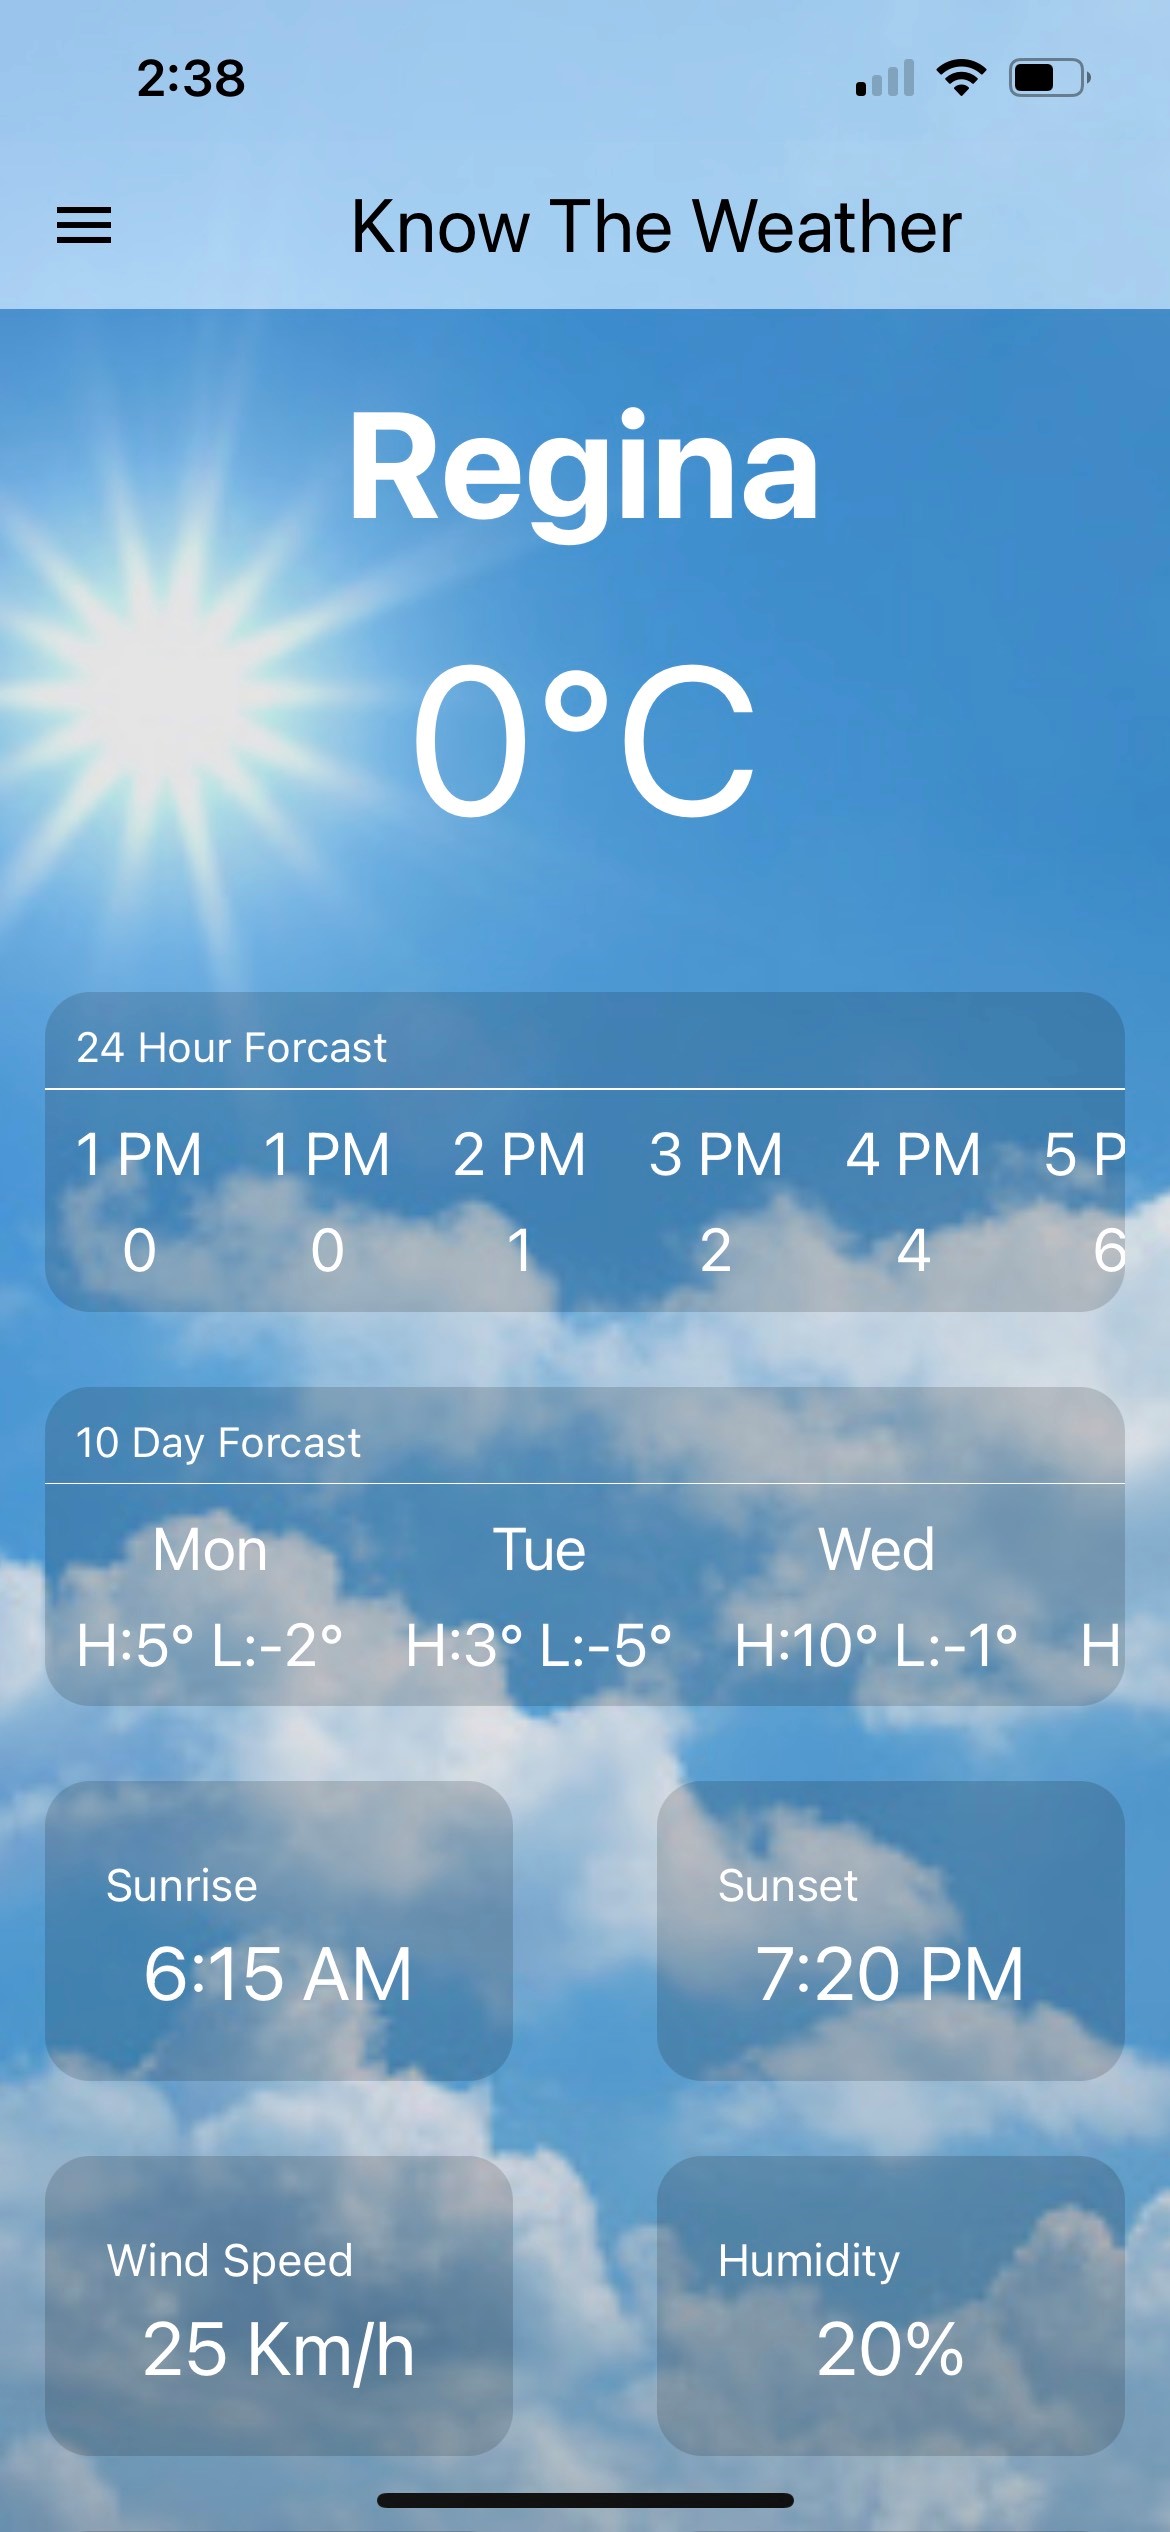 2:38
Know The Weather
Regina
0°C
24 Hour Forcast
1 PM 1 PM 2 PM 3 PM 4 PM 5 P
0 0 1 2 4 6
10 Day Forcast
Mon Tue Wed
H:5° L:-2° H:3° L:-5° H:10° L:-1° H
Sunrise Sunset
6:15 AM 7:20 PM
Wind Speed Humidity
25 Km/h 20%